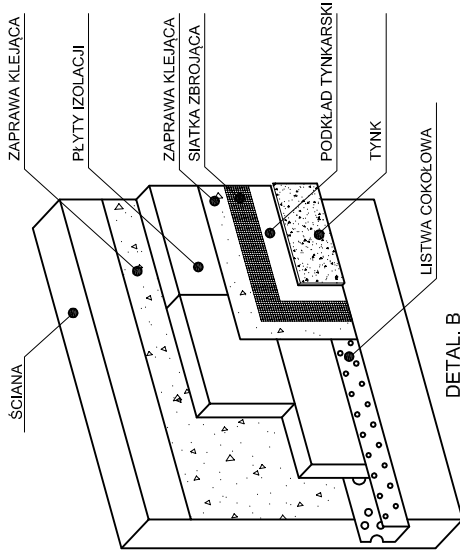 ŚCIANA
ZAPRAWA KLEJĄCA
PŁYTY IZOLACJI
ZAPRAWA KLEJĄCA
SIATKA ZBROJĄCA
PODKŁAD TYNKARSKI
TYNK
LISTWA COKOŁOWA
DETAL. B